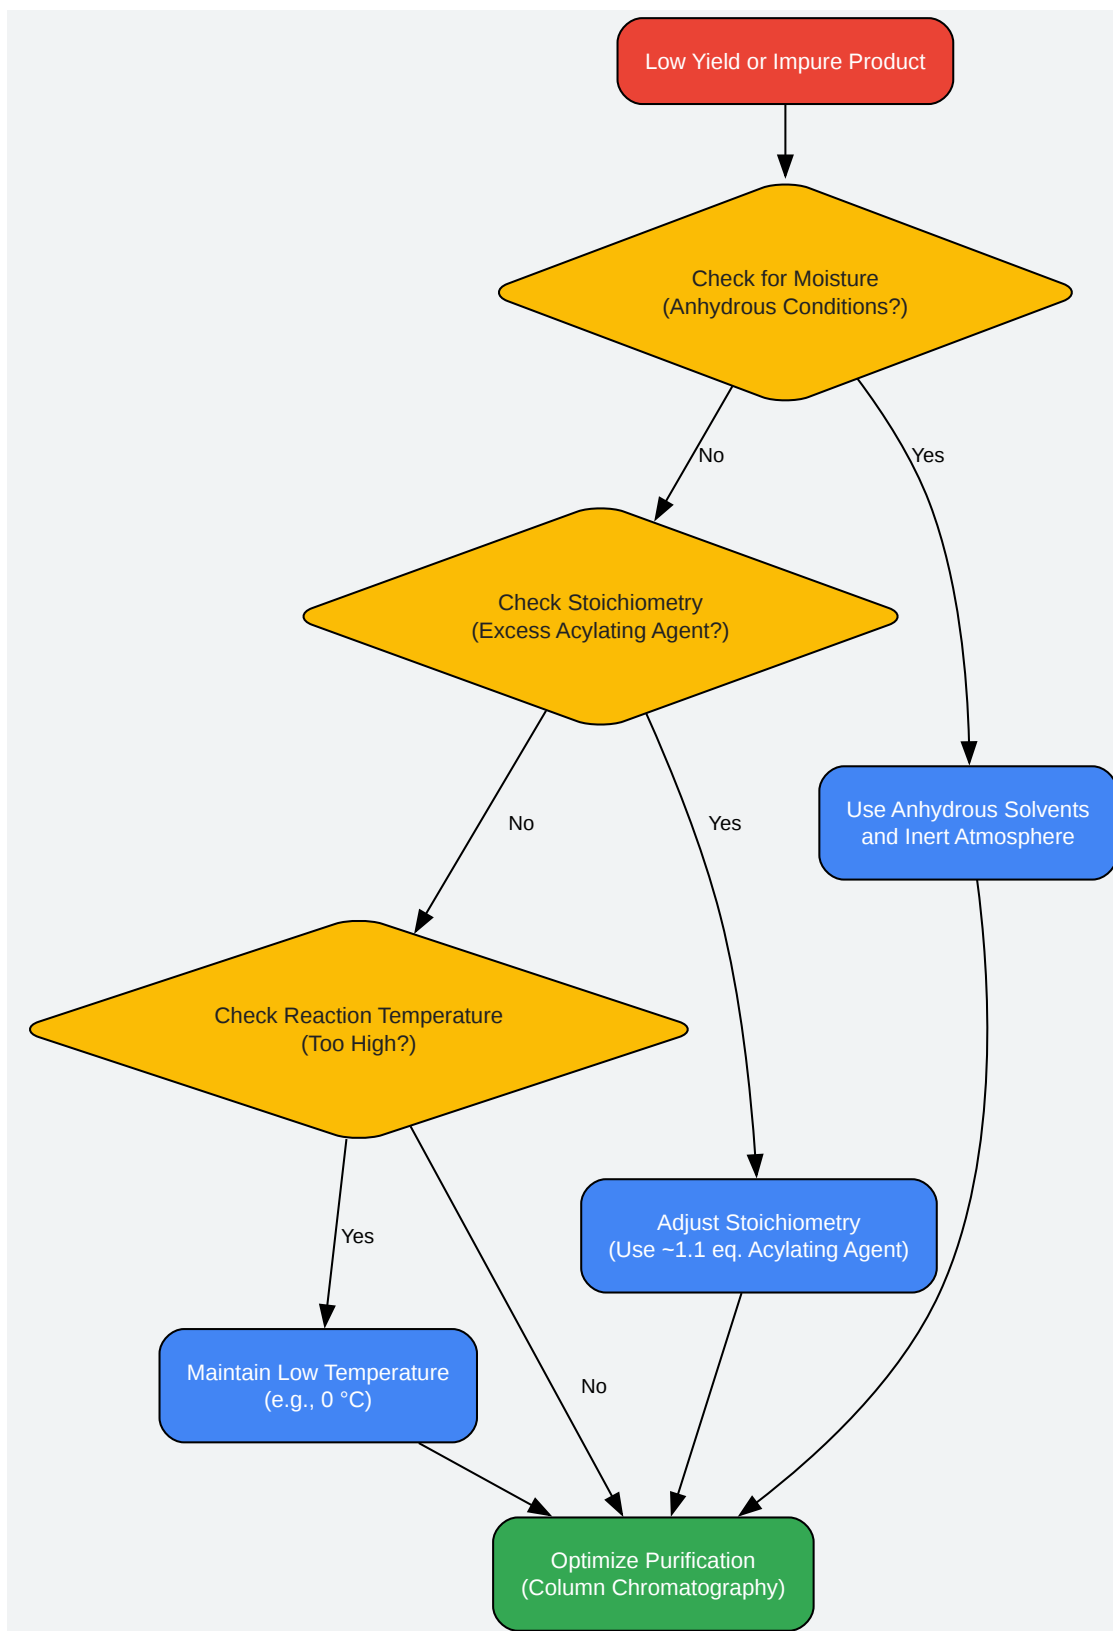 Low Yield or Impure Product
Check for Moisture
(Anhydrous Conditions?)
No
Yes
Check Stoichiometry
(Excess Acylating Agent?)
Use Anhydrous Solvents
and Inert Atmosphere
No
Yes
Check Reaction Temperature
(Too High?)
Adjust Stoichiometry
(Use ~1.1 eq. Acylating Agent)
Yes
Maintain Low Temperature
(e.g., 0 °C)
No
Optimize Purification
(Column Chromatography)